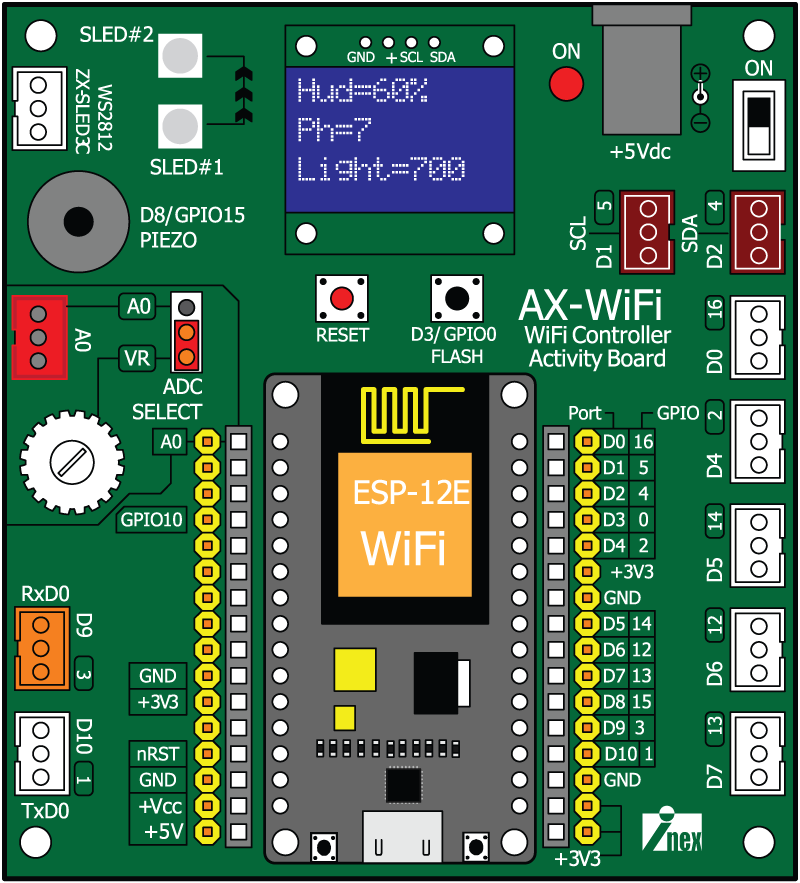 SLED#2
WS2812
ZX-SLED3C
SLED#1
GND + SCL SDA
Hud=60%
Ph=7
Light=700
ON
+5Vdc
ON
D8/GPIO15
PIEZO
SCL
5
D1
SDA
4
D2
A0
A0
VR
ADC
SELECT
RESET
D3/GPIO0
FLASH
AX-WiFi
WiFi Controller
Activity Board
16
D0
2
D4
14
D5
12
D6
13
D7
A0
GPIO10
RxD0
D9
3
D10
1
TxD0
GND
+3V3
nRST
GND
+Vcc
+5V
ESP-12E
WiFi
Port GPIO
D0 16
D1 5
D2 4
D3 0
D4 2
+3V3
GND
D5 14
D6 12
D7 13
D8 15
D9 3
D10 1
GND
+3V3
inex